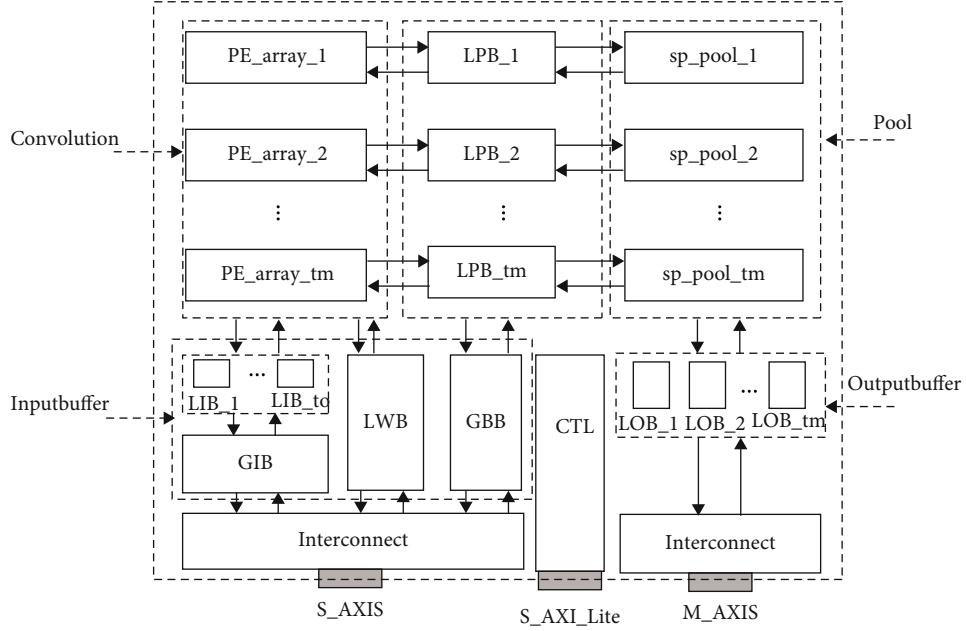 PE_array_1
LPB_1
sp_pool_1
Convolution
Pool
PE_array_2
LPB_2
sp_pool_2
...
...
...
PE_array_tm
LPB_tm
sp_pool_tm
Inputbuffer
...
LIB_1
LIB_to
LWB
GBB
CTL
...
LOB_1
LOB_2
LOB_tm
Outputbuffer
GIB
Interconnect
Interconnect
S_AXIS
S_AXI_Lite
M_AXIS